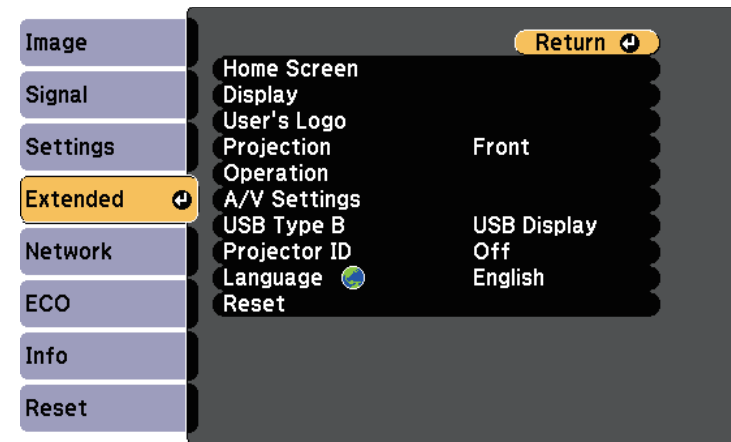 Image
Signal
Settings
Extended
Network
ECO
Info
Reset
Return
Home Screen
Display
User's Logo
Projection Front
Operation
A/V Settings
USB Type B USB Display
Projector ID Off
Language English
Reset